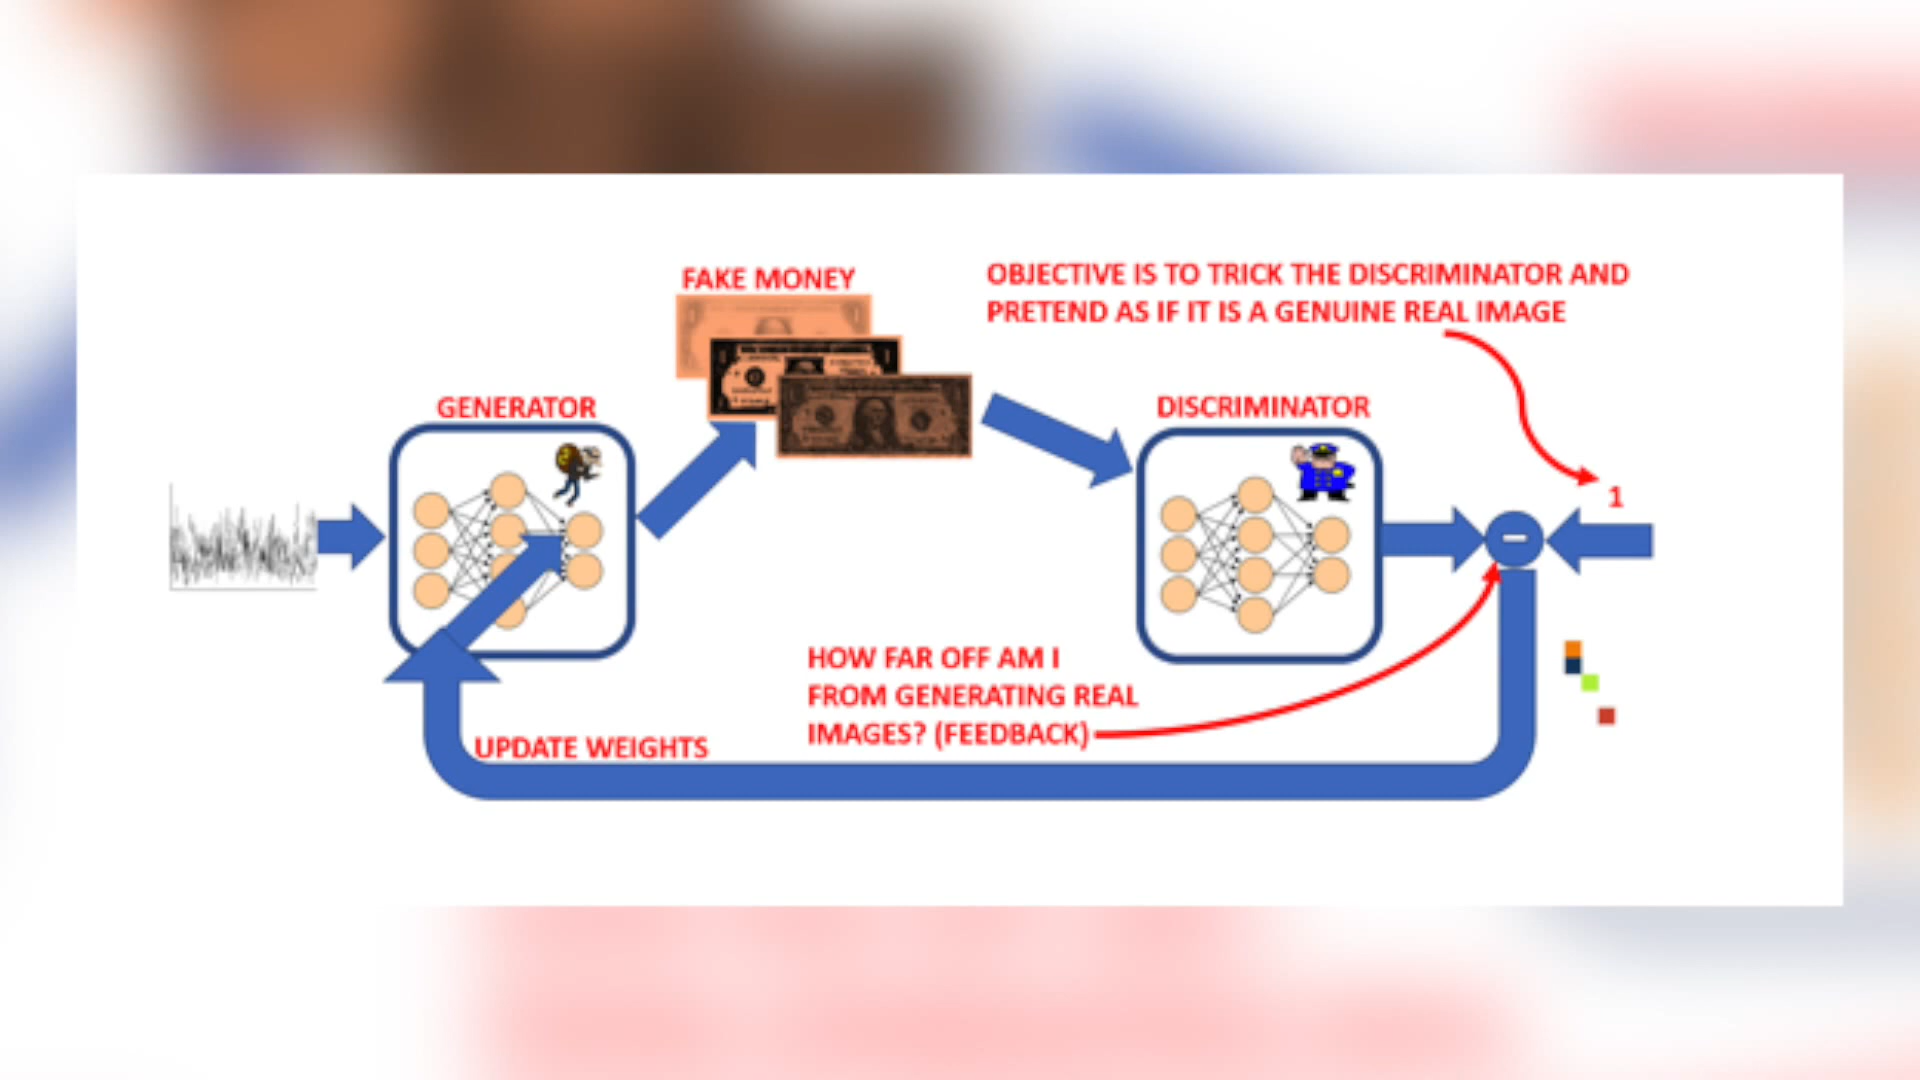 FAKE MONEY
OBJECTIVE IS TO TRICK THE DISCRIMINATOR AND
PRETEND AS IF IT IS A GENUINE REAL IMAGE
GENERATOR
DISCRIMINATOR
1
HOW FAR OFF AM I
FROM GENERATING REAL
IMAGES? (FEEDBACK)
UPDATE WEIGHTS